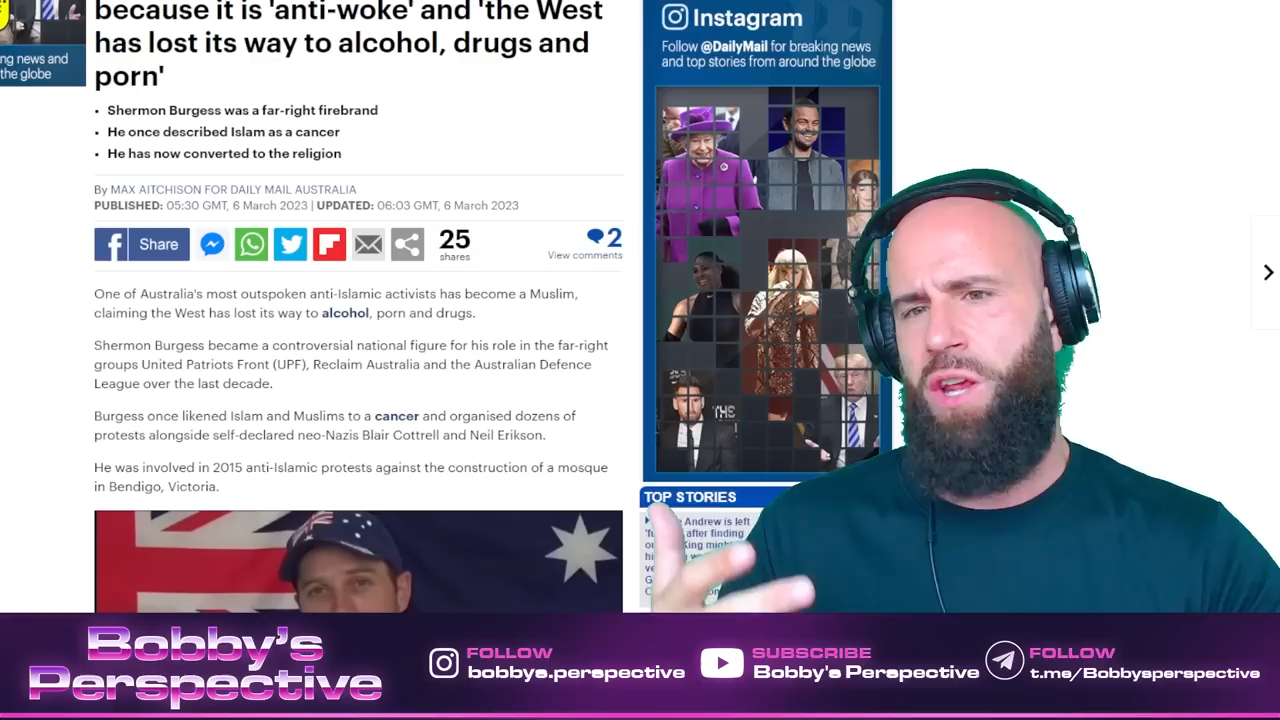 because it is 'anti-woke' and 'the West
has lost its way to alcohol, drugs and
porn'
ng news and
the globe
• Shermon Burgess was a far-right firebrand
• He once described Islam as a cancer
• He has now converted to the religion
By MAX AITCHISON FOR DAILY MAIL AUSTRALIA
PUBLISHED: 05:30 GMT, 6 March 2023 | UPDATED: 06:03 GMT, 6 March 2023
Share
25
shares
2
View comments
One of Australia's most outspoken anti-Islamic activists has become a Muslim,
claiming the West has lost its way to alcohol, porn and drugs.
Shermon Burgess became a controversial national figure for his role in the far-right
groups United Patriots Front (UPF), Reclaim Australia and the Australian Defence
League over the last decade.
Burgess once likened Islam and Muslims to a cancer and organised dozens of
protests alongside self-declared neo-Nazis Blair Cottrell and Neil Erikson.
He was involved in 2015 anti-Islamic protests against the construction of a mosque
in Bendigo, Victoria.
Instagram
Follow @DailyMail for breaking news
and top stories from around the globe
THE
TOP STORIES
Andrew is left
after finding
King
Bobby's
Perspective
FOLLOW
bobbys.perspective
SUBSCRIBE
Bobby's Perspective
FOLLOW
t.me/Bobbysperspective